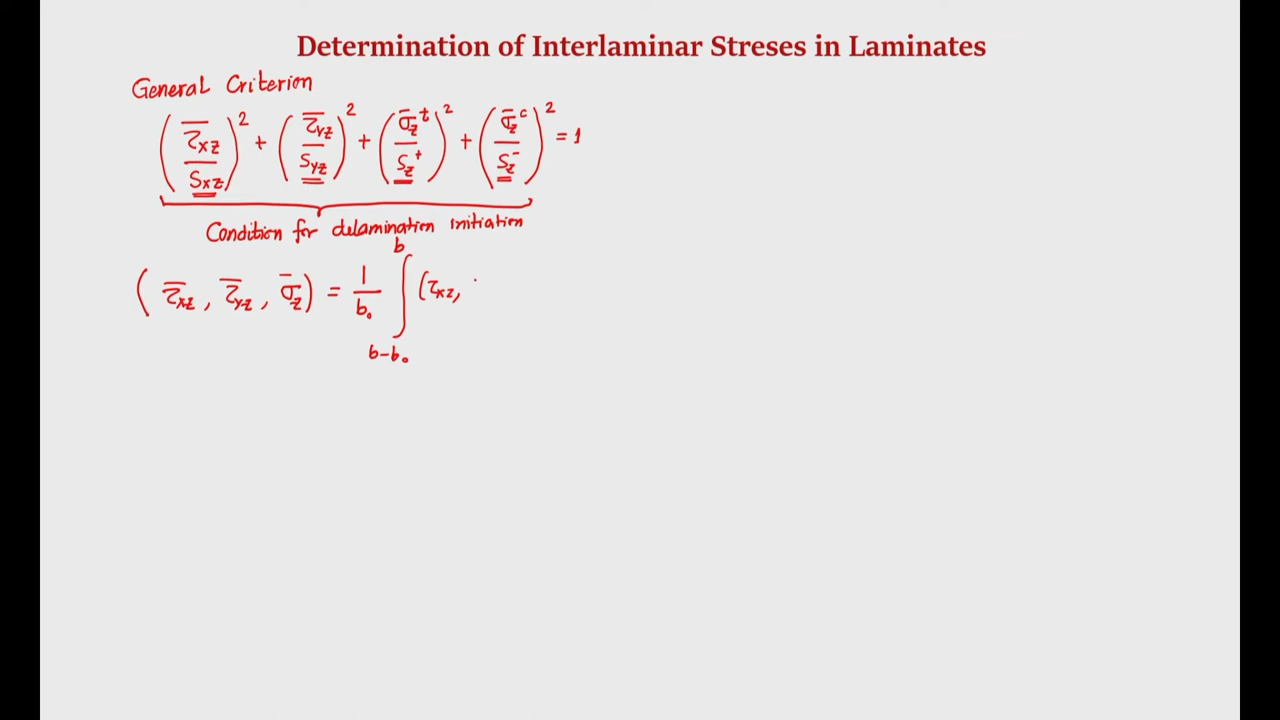 Determination of Interlaminar Streses in Laminates
General Criterion
(τ̄xz/Sxz)² + (τ̄yz/Syz)² + (σ̄z^t/Sz⁺)² + (σ̄z^c/Sz⁻)² = 1
Condition for delamination initiation
(τ̄xz, τ̄yz, σ̄z) = 1/b₀ ∫_{b-b₀}^{b} (τxz,